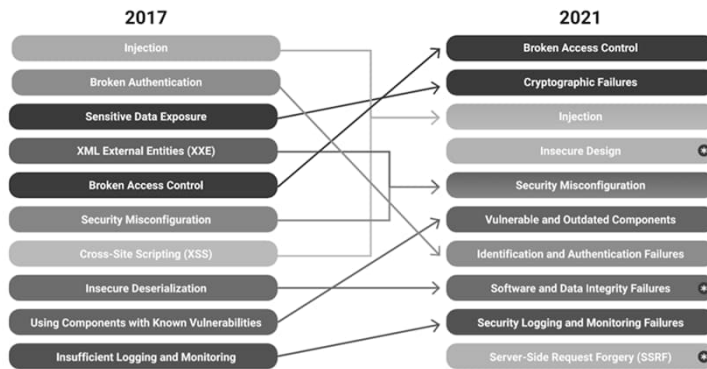 2017
2021
Injection
Broken Authentication
Sensitive Data Exposure
XML External Entities (XXE)
Broken Access Control
Security Misconfiguration
Cross-Site Scripting (XSS)
Insecure Deserialization
Using Components with Known Vulnerabilities
Insufficient Logging and Monitoring
Broken Access Control
Cryptographic Failures
Injection
Insecure Design
Security Misconfiguration
Vulnerable and Outdated Components
Identification and Authentication Failures
Software and Data Integrity Failures
Security Logging and Monitoring Failures
Server-Side Request Forgery (SSRF)